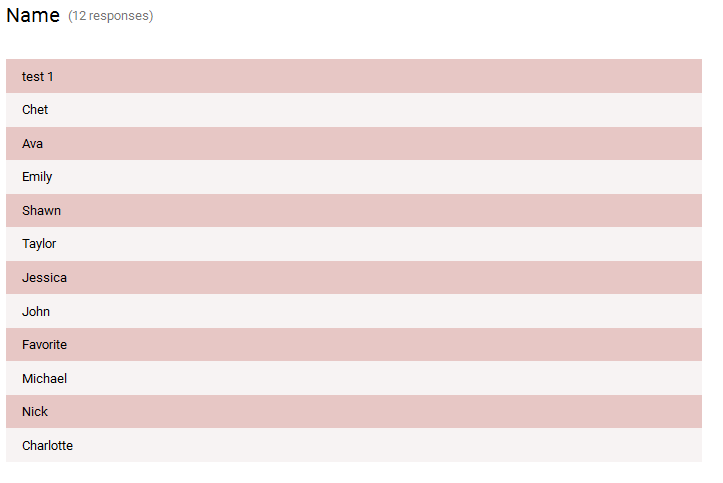 Name (12 responses)
test 1
Chet
Ava
Emily
Shawn
Taylor
Jessica
John
Favorite
Michael
Nick
Charlotte